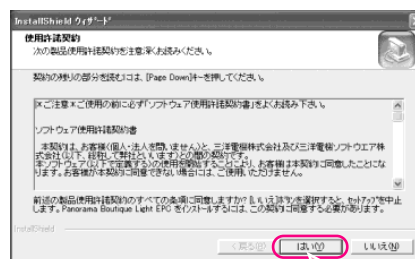 InstallShield ウィザード
使用許諾契約
次の製品使用許諾契約を注意深くお読みください。
契約の残りの部分を読むには、[Page Down]キーを押してください。
※ご注意※ご使用の前に必ず「ソフトウェア使用許諾契約書」をよくお読み下さい。
ソフトウェア使用許諾契約書
本契約は、お客様(個人・法人を問いません)と、三洋電機株式会社及び三洋電機ソフトウエア株
式会社(以下、総称して弊社といいます)との間の契約です。
本ソフトウェア(以下で定義する)の使用を開始することにより、お客様は本契約に同意したことにな
ります。お客様が本契約に同意できない場合には、ご使用いただけません。
前述の製品使用許諾契約のすべての条項に同意しますか?[いいえ]ボタンを選択すると、セットアップを中止
します。Panorama Boutique Light EPC をインストールするには、この契約に同意する必要があります。
InstallShield
< 戻る(B)
はい(Y)
いいえ(N)